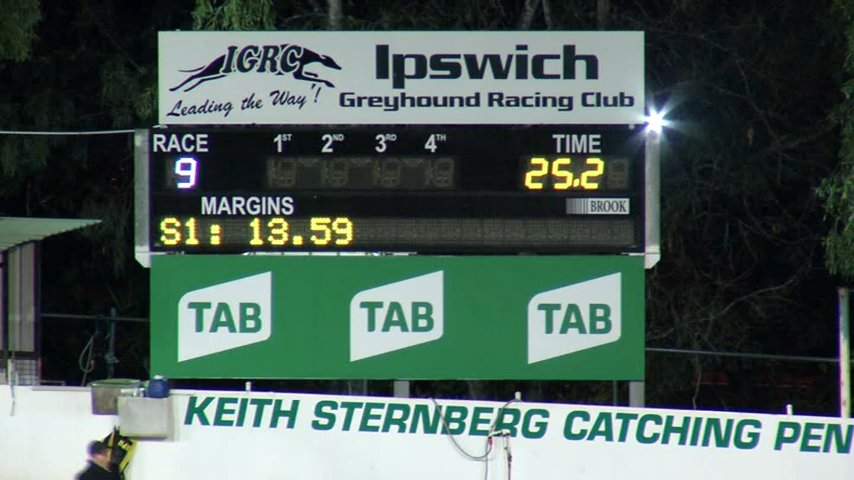 IGRC
Leading the Way!
Ipswich
Greyhound Racing Club
RACE 1ST 2ND 3RD 4TH TIME
9 25.2
MARGINS BROOK
S1: 13.59
TAB TAB TAB
KEITH STERNBERG CATCHING PEN